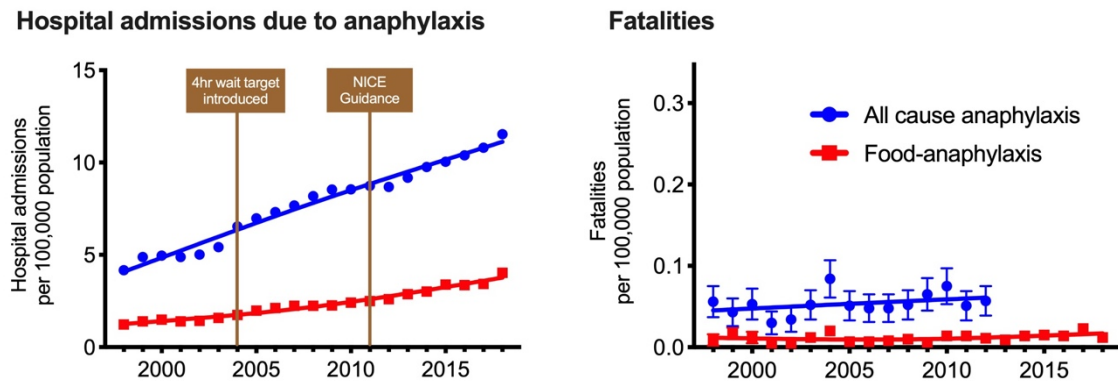 Hospital admissions due to anaphylaxis
Hospital admissions
per 100,000 population
15
10
5
0
4hr wait target
introduced
NICE
Guidance
2000
2005
2010
2015
Fatalities
Fatalities
per 100,000 population
0.3
0.2
0.1
0.0
All cause anaphylaxis
Food-anaphylaxis
2000
2005
2010
2015